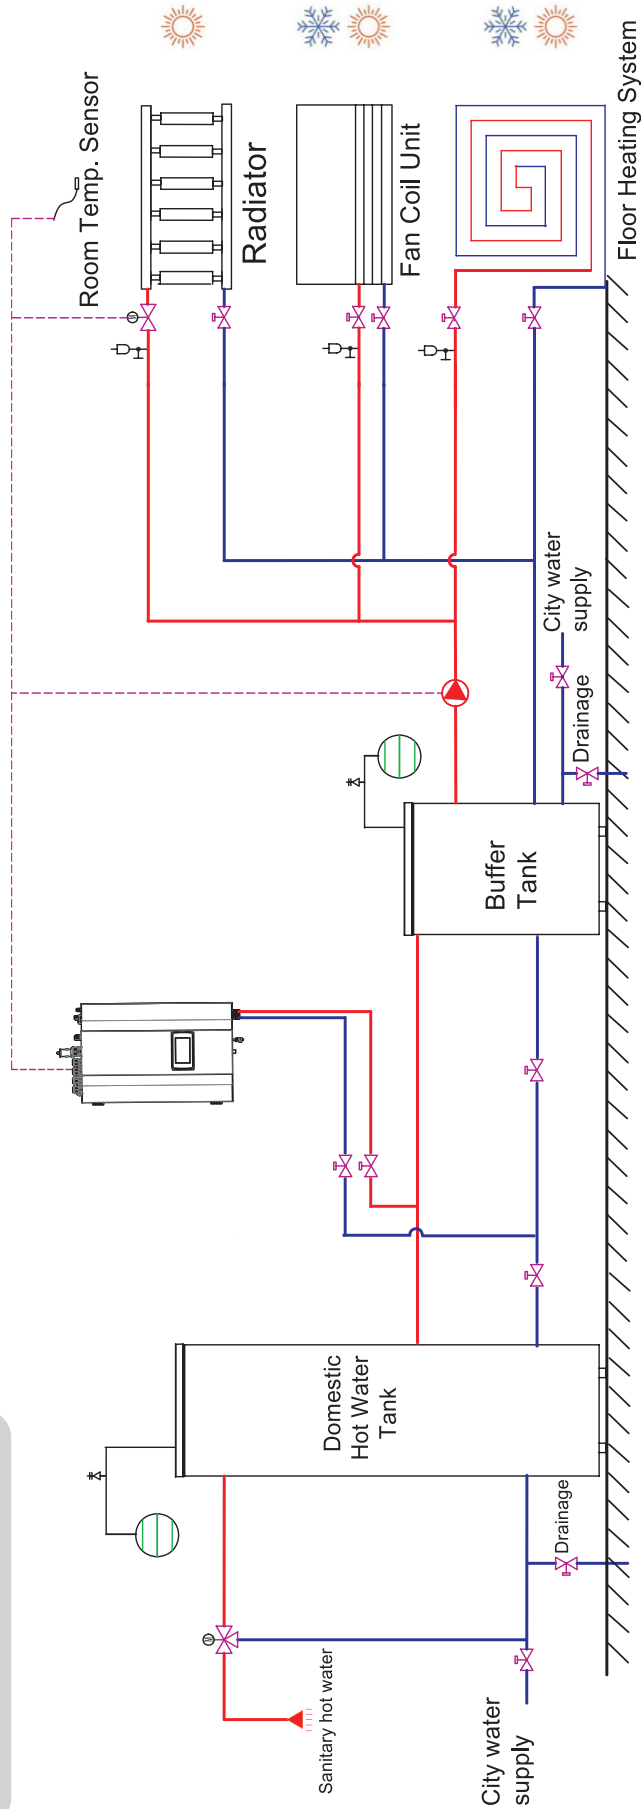 Room Temp. Sensor
Radiator
Fan Coil Unit
Floor Heating System
City water
supply
Drainage
Buffer
Tank
Domestic
Hot Water
Tank
Drainage
Sanitary hot water
City water
supply